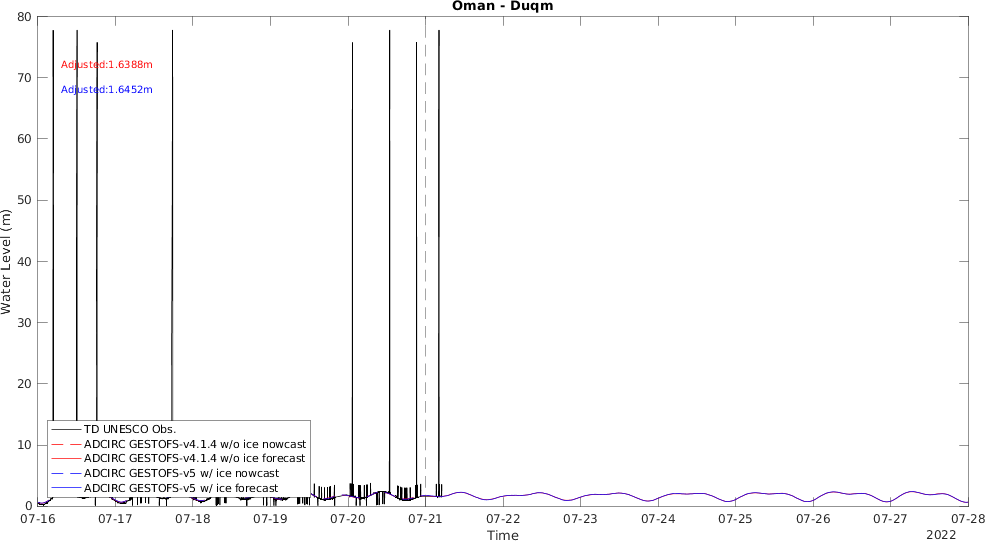 Oman - Duqm
80
70
60
50
40
30
20
10
0
Water Level (m)
Adjusted:1.6388m
Adjusted:1.6452m
TD UNESCO Obs.
ADCIRC GESTOFS-v4.1.4 w/o ice nowcast
ADCIRC GESTOFS-v4.1.4 w/o ice forecast
ADCIRC GESTOFS-v5 w/ ice nowcast
ADCIRC GESTOFS-v5 w/ ice forecast
07-16 07-17 07-18 07-19 07-20 07-21 07-22 07-23 07-24 07-25 07-26 07-27 07-28
Time
2022